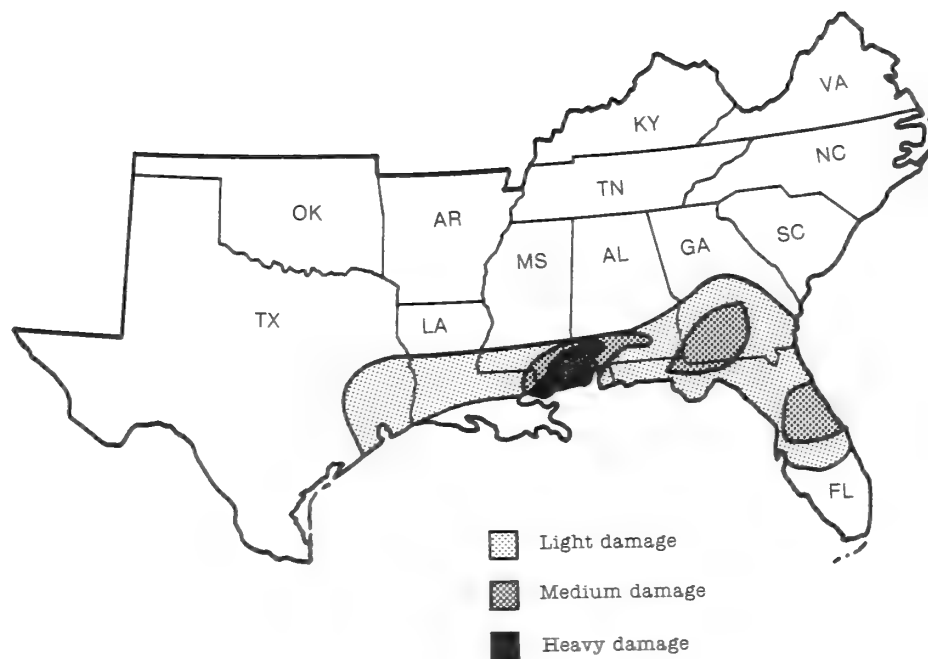 VA
KY
NC
TN
OK
AR
SC
MS
AL
GA
TX
LA
FL
Light damage
Medium damage
Heavy damage